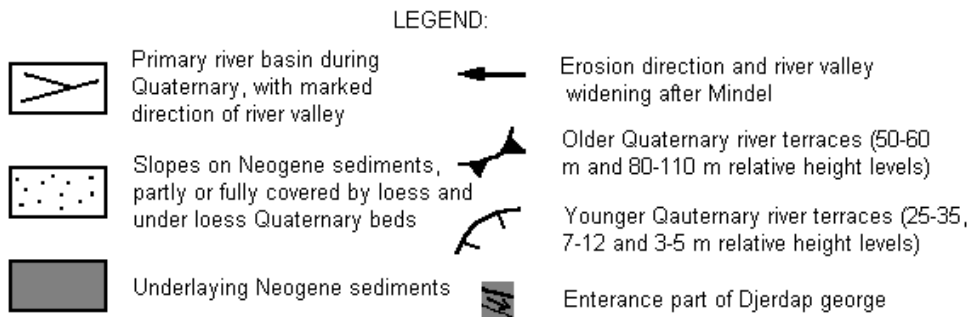 LEGEND:
Primary river basin during
Quaternary, with marked
direction of river valley
Slopes on Neogene sediments,
partly or fully covered by loess and
under loess Quaternary beds
Underlaying Neogene sediments
Erosion direction and river valley
widening after Mindel
Older Quaternary river terraces (50-60
m and 80-110 m relative height levels)
Younger Qauternary river terraces (25-35,
7-12 and 3-5 m relative height levels)
Enterance part of Djerdap george